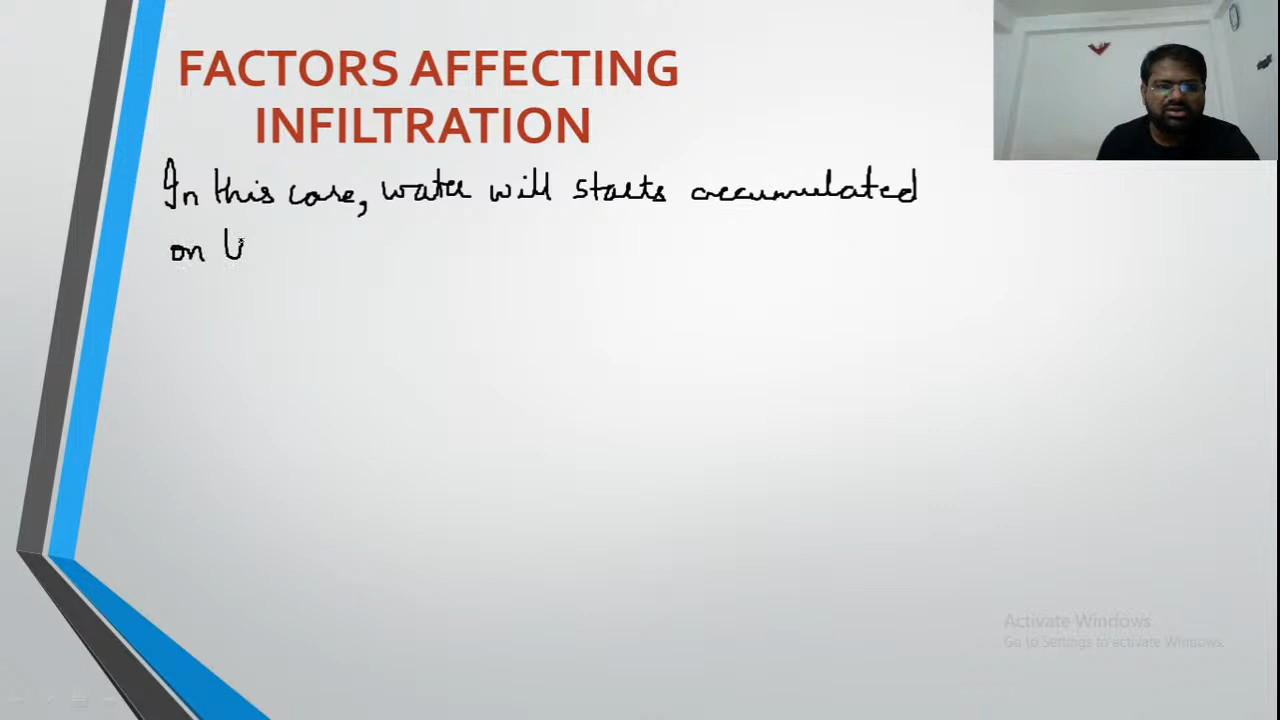 FACTORS AFFECTING
INFILTRATION
In this case, water will starts accumulated
on
Activate Windows
Go to Settings to activate Windows.